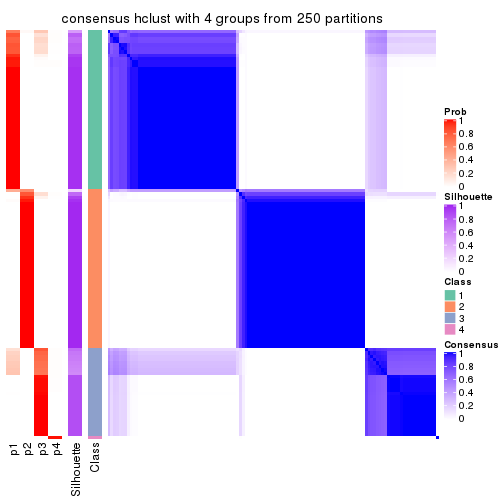 consensus hclust with 4 groups from 250 partitions
Prob
1
0.8
0.6
0.4
0.2
0
Silhouette
1
0.8
0.6
0.4
0.2
0
Class
1
2
3
4
Consensus
1
0.8
0.6
0.4
0.2
0
p1
p2
p3
p4
Silhouette
Class